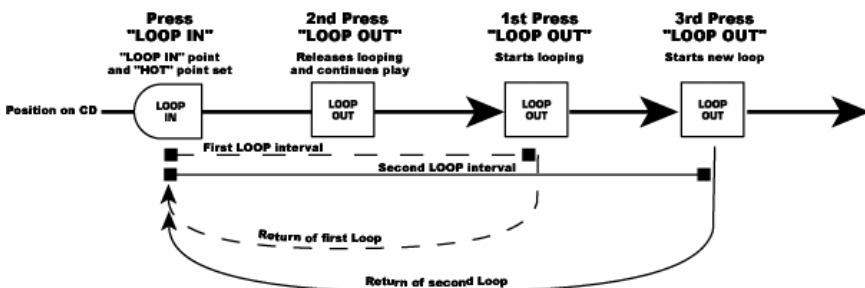 Press
"LOOP IN"
"LOOP IN" point
and "HOT" point set
2nd Press
"LOOP OUT"
Releases looping
and continues play
1st Press
"LOOP OUT"
Starts looping
3rd Press
"LOOP OUT"
Starts new loop
Position on CD
LOOP
IN
LOOP
OUT
LOOP
OUT
LOOP
OUT
First LOOP interval
Second LOOP interval
Return of first Loop
Return of second Loop